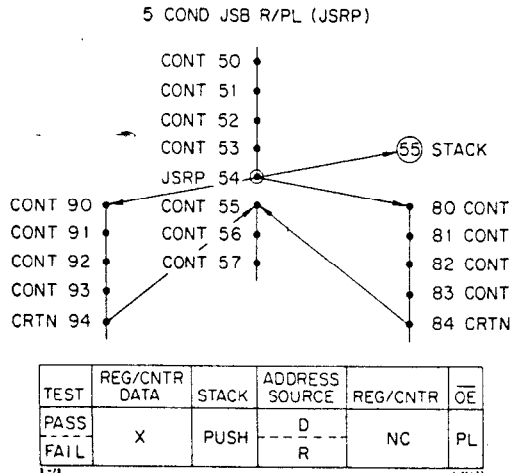 5 COND JSB R/PL (JSRP)
CONT 50
CONT 51
CONT 52
CONT 53
55 STACK
JSRP 54
CONT 90
CONT 55
80 CONT
CONT 91
CONT 56
81 CONT
CONT 92
CONT 57
82 CONT
CONT 93
83 CONT
CRTN 94
84 CRTN
TEST
REG/CNTR DATA
STACK
ADDRESS SOURCE
REG/CNTR
OE
PASS
FAIL
X
PUSH
D
R
NC
PL